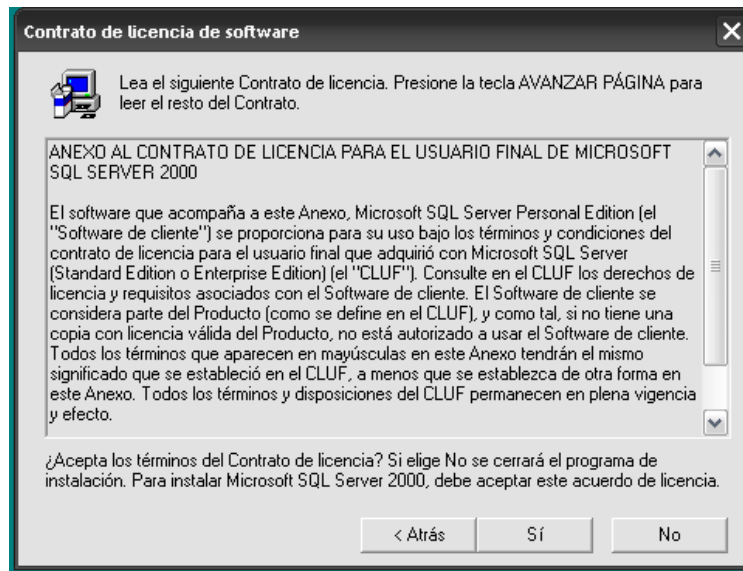 Contrato de licencia de software
Lea el siguiente Contrato de licencia. Presione la tecla AVANZAR PÁGINA para
leer el resto del Contrato.
ANEXO AL CONTRATO DE LICENCIA PARA EL USUARIO FINAL DE MICROSOFT
SQL SERVER 2000
El software que acompaña a este Anexo, Microsoft SQL Server Personal Edition (el
"Software de cliente") se proporciona para su uso bajo los términos y condiciones del
contrato de licencia para el usuario final que adquirió con Microsoft SQL Server
(Standard Edition o Enterprise Edition) (el "CLUF"). Consulte en el CLUF los derechos de
licencia y requisitos asociados con el Software de cliente. El Software de cliente se
considera parte del Producto (como se define en el CLUF), y como tal, si no tiene una
copia con licencia válida del Producto, no está autorizado a usar el Software de cliente.
Todos los términos que aparecen en mayúsculas en este Anexo tendrán el mismo
significado que se estableció en el CLUF, a menos que se establezca de otra forma en
este Anexo. Todos los términos y disposiciones del CLUF permanecen en plena vigencia
y efecto.
¿Acepta los términos del Contrato de licencia? Si elige No se cerrará el programa de
instalación. Para instalar Microsoft SQL Server 2000, debe aceptar este acuerdo de licencia.
< Atrás Sí No